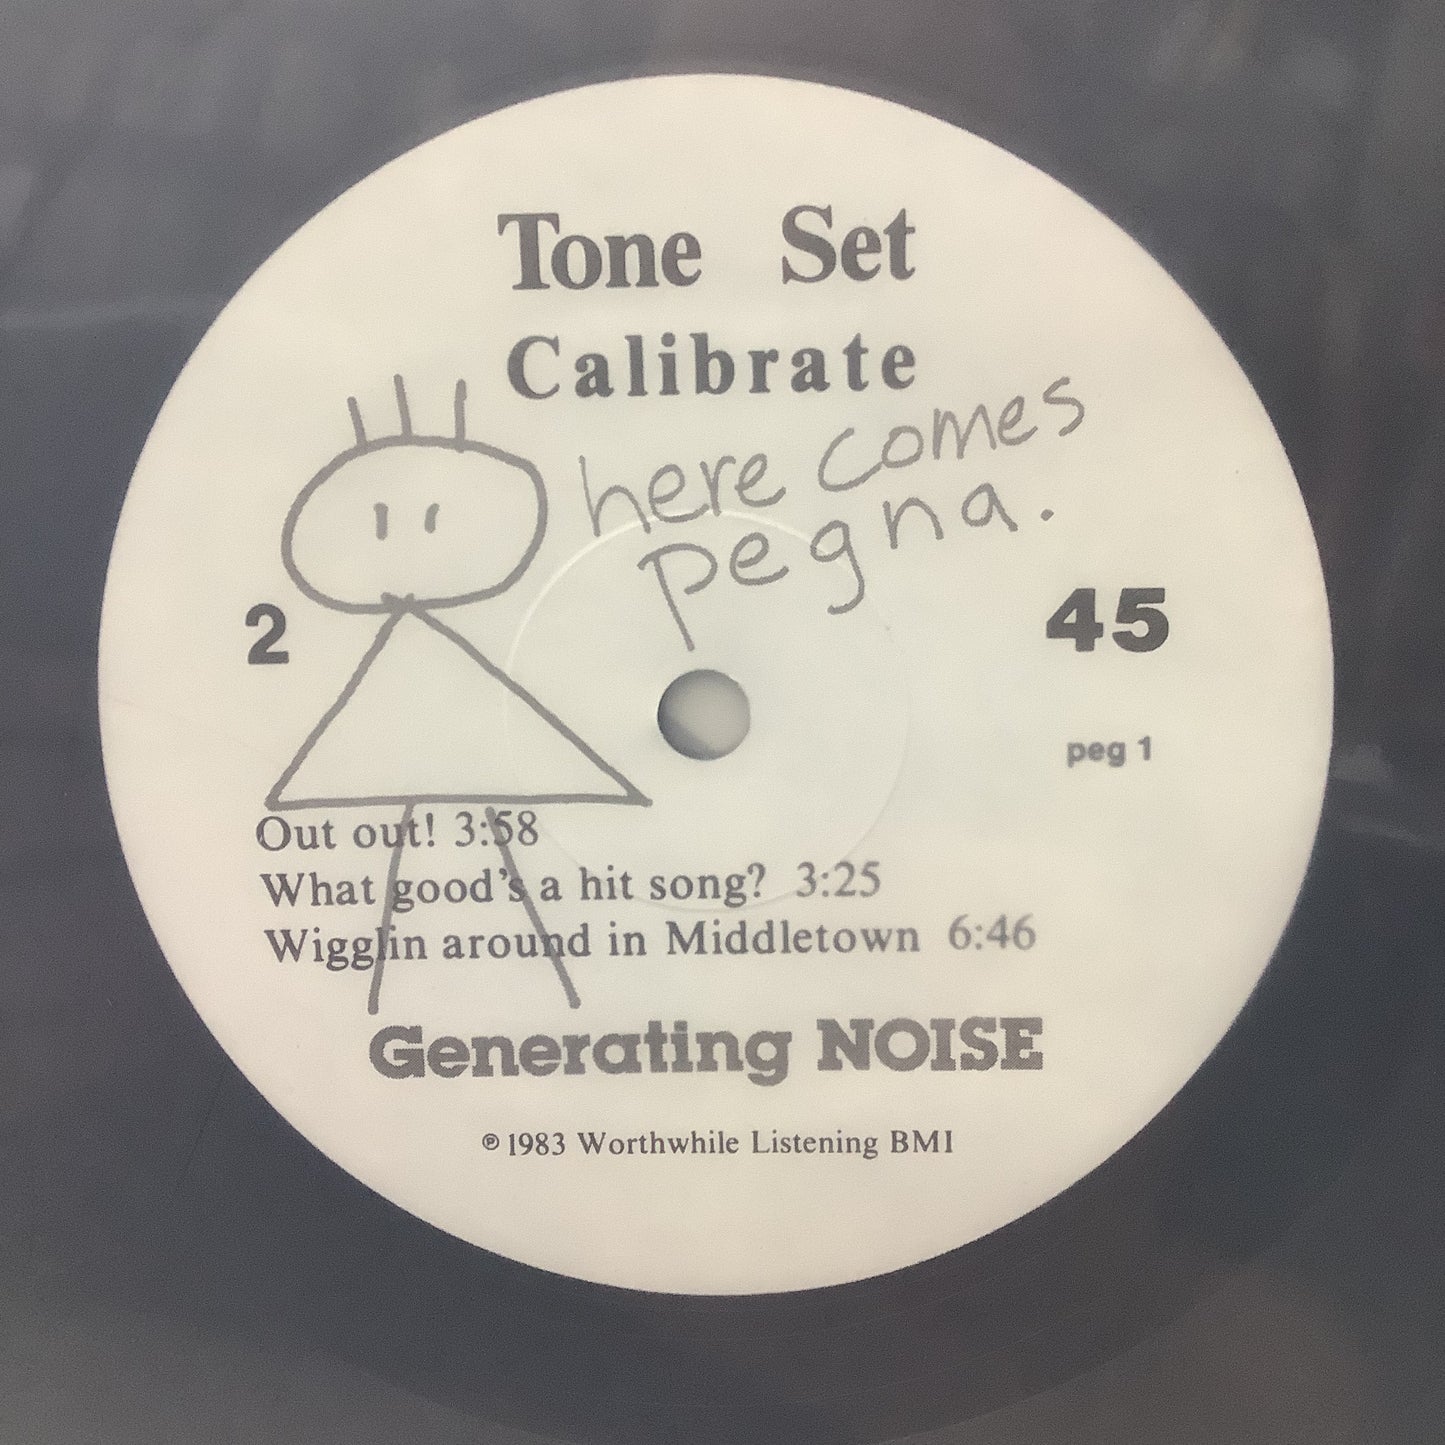 Tone Set
Calibrate
here comes
pegna.
2
45
peg 1
Out out! 3:58
What good's a hit song? 3:25
Wigglin around in Middletown 6:46
Generating NOISE
℗ 1983 Worthwhile Listening BMI